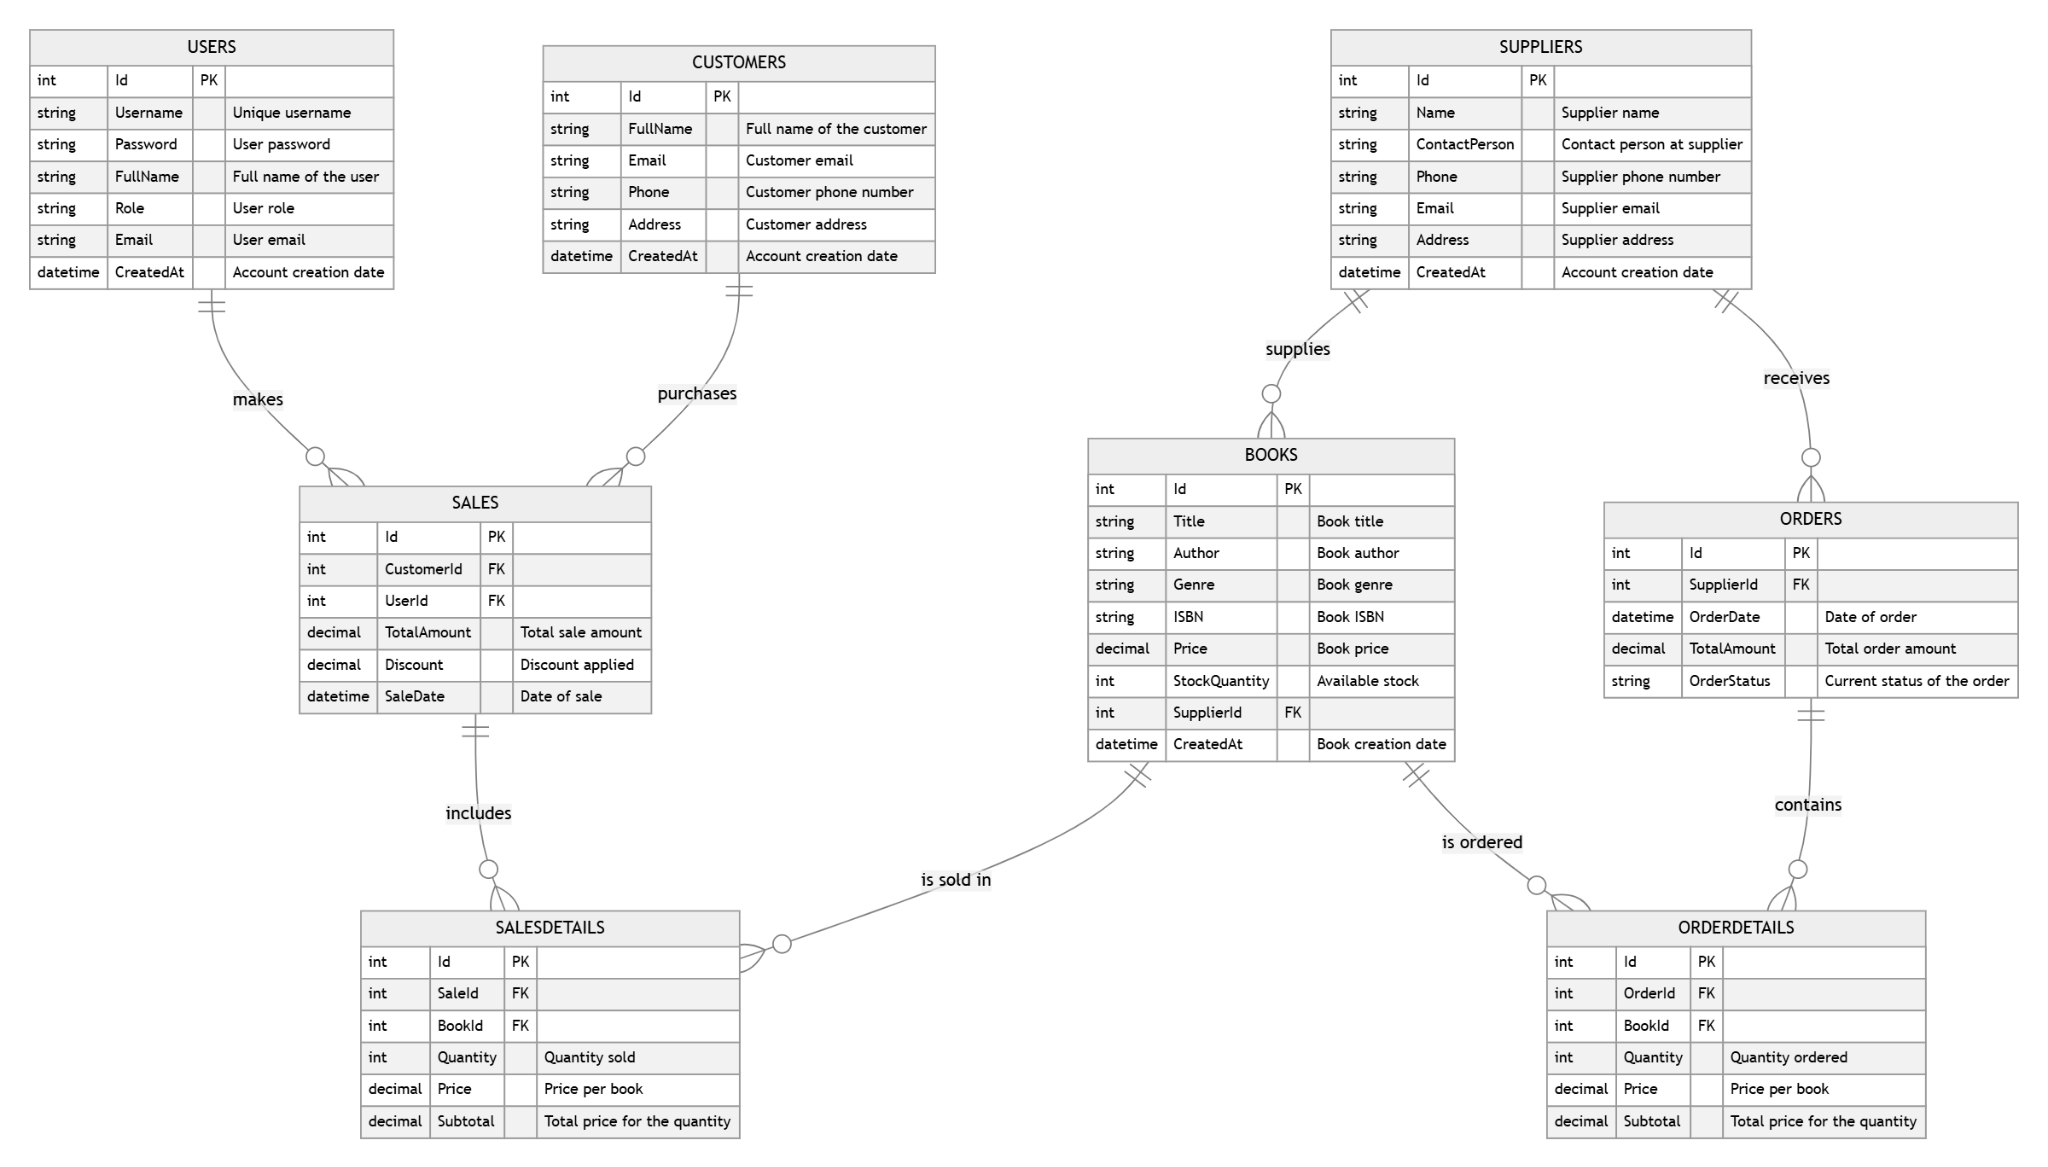 USERS
int Id PK
string Username Unique username
string Password User password
string FullName Full name of the user
string Role User role
string Email User email
datetime CreatedAt Account creation date
CUSTOMERS
int Id PK
string FullName Full name of the customer
string Email Customer email
string Phone Customer phone number
string Address Customer address
datetime CreatedAt Account creation date
SUPPLIERS
int Id PK
string Name Supplier name
string ContactPerson Contact person at supplier
string Phone Supplier phone number
string Email Supplier email
string Address Supplier address
datetime CreatedAt Account creation date
makes
purchases
supplies
receives
SALES
int Id PK
int CustomerId FK
int UserId FK
decimal TotalAmount Total sale amount
decimal Discount Discount applied
datetime SaleDate Date of sale
BOOKS
int Id PK
string Title Book title
string Author Book author
string Genre Book genre
string ISBN Book ISBN
decimal Price Book price
int StockQuantity Available stock
int SupplierId FK
datetime CreatedAt Book creation date
ORDERS
int Id PK
int SupplierId FK
datetime OrderDate Date of order
decimal TotalAmount Total order amount
string OrderStatus Current status of the order
includes
is sold in
is ordered
contains
SALESDETAILS
int Id PK
int SaleId FK
int BookId FK
int Quantity Quantity sold
decimal Price Price per book
decimal Subtotal Total price for the quantity
ORDERDETAILS
int Id PK
int OrderId FK
int BookId FK
int Quantity Quantity ordered
decimal Price Price per book
decimal Subtotal Total price for the quantity